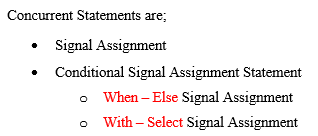 Concurrent Statements are;
• Signal Assignment
• Conditional Signal Assignment Statement
o When – Else Signal Assignment
o With – Select Signal Assignment